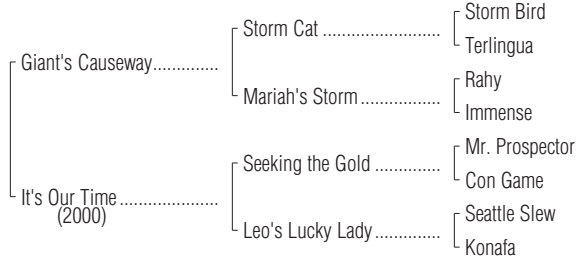 Storm Bird
Storm Cat ........................
Terlingua
Giant's Causeway..............
Rahy
Mariah's Storm .................
Immense
Mr. Prospector
Seeking the Gold ..............
Con Game
It's Our Time .....................
(2000)
Seattle Slew
Leo's Lucky Lady ..............
Konafa